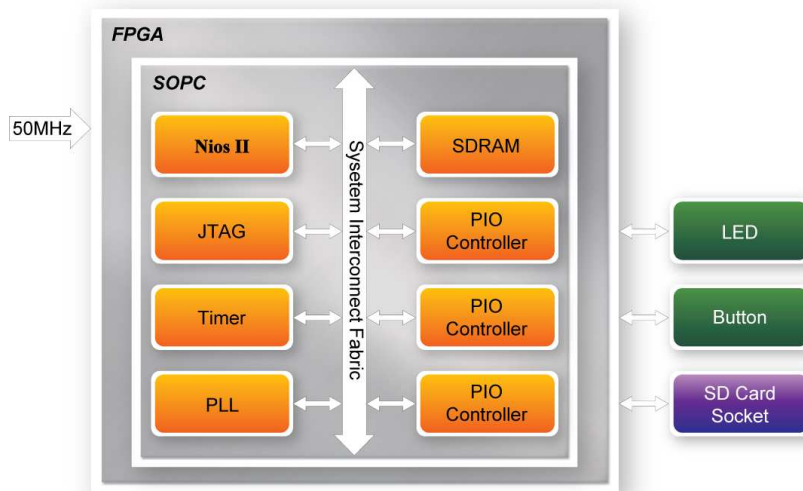 FPGA
SOPC
50MHz
Nios II
SDRAM
JTAG
PIO
Controller
LED
Timer
PIO
Controller
Button
PLL
PIO
Controller
SD Card
Socket
Sysetem Interconnect Fabric